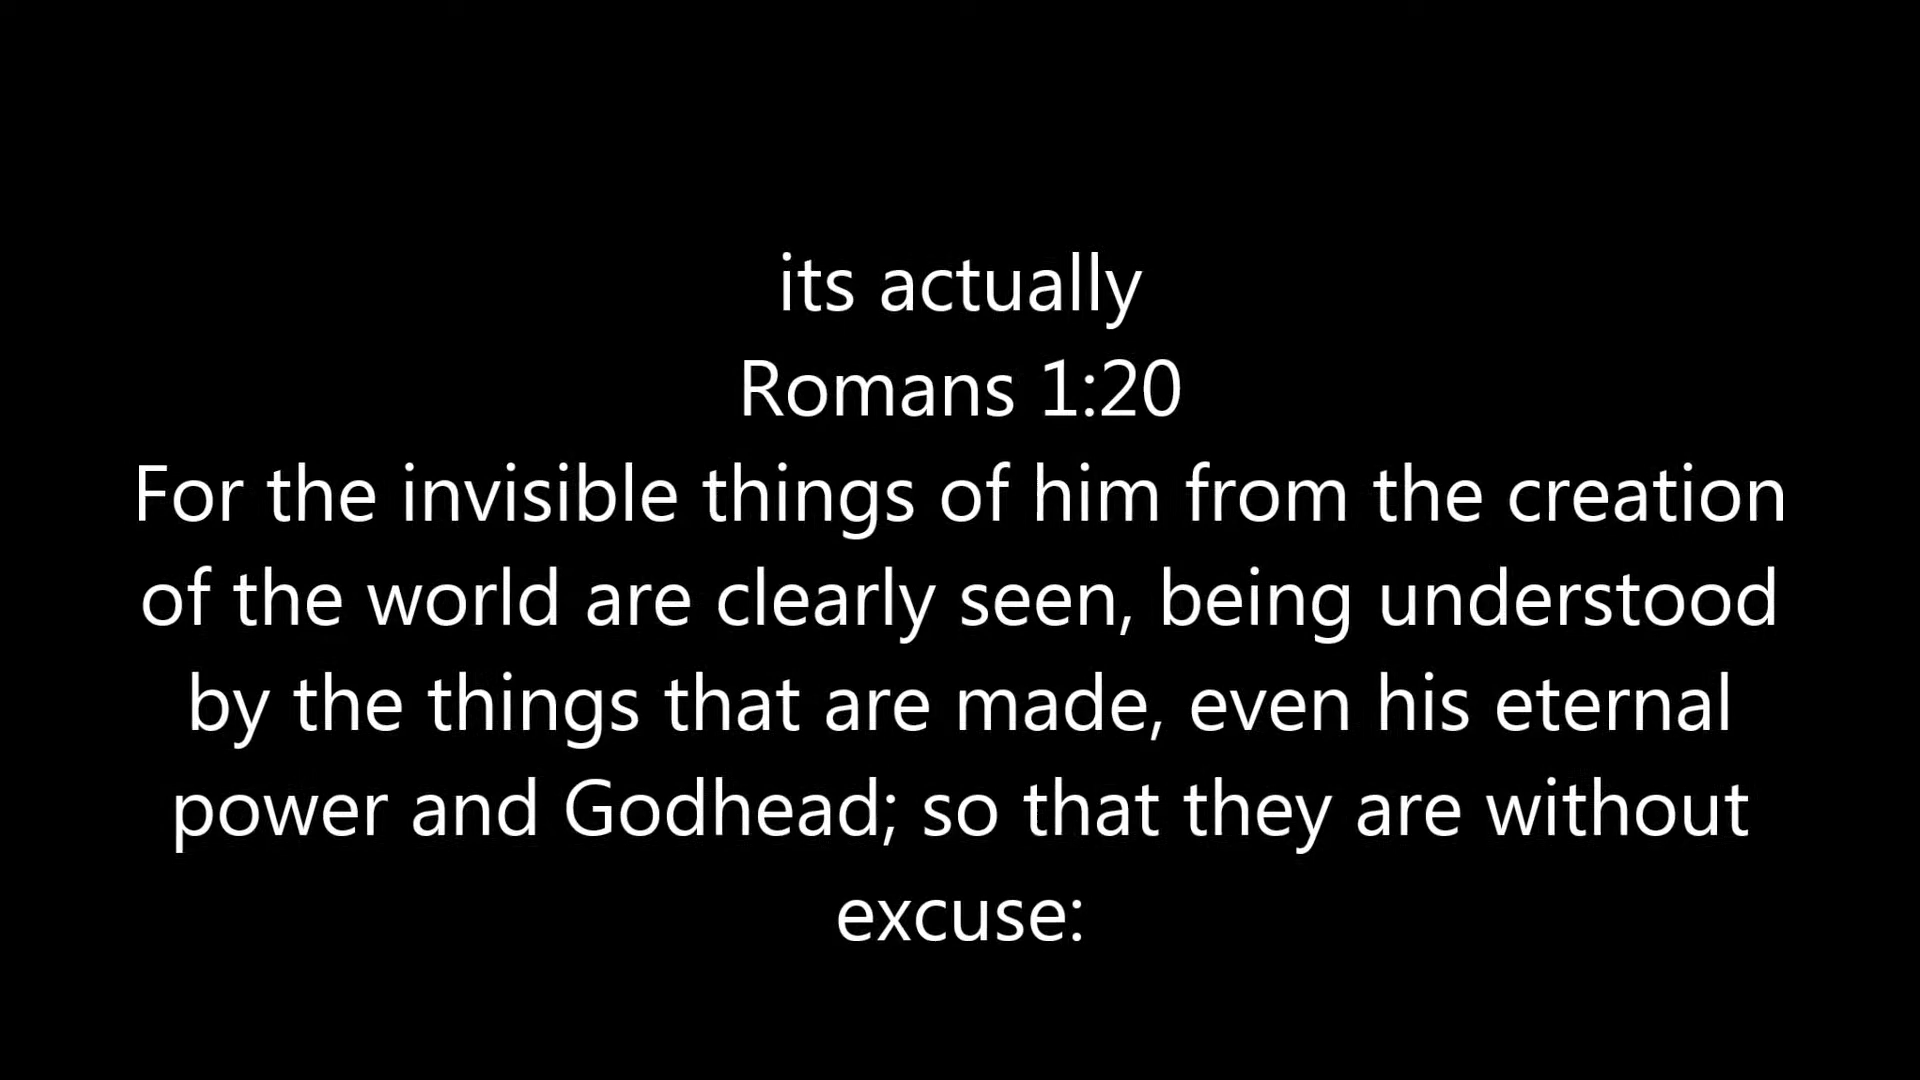 its actually
Romans 1:20
For the invisible things of him from the creation
of the world are clearly seen, being understood
by the things that are made, even his eternal
power and Godhead; so that they are without
excuse: